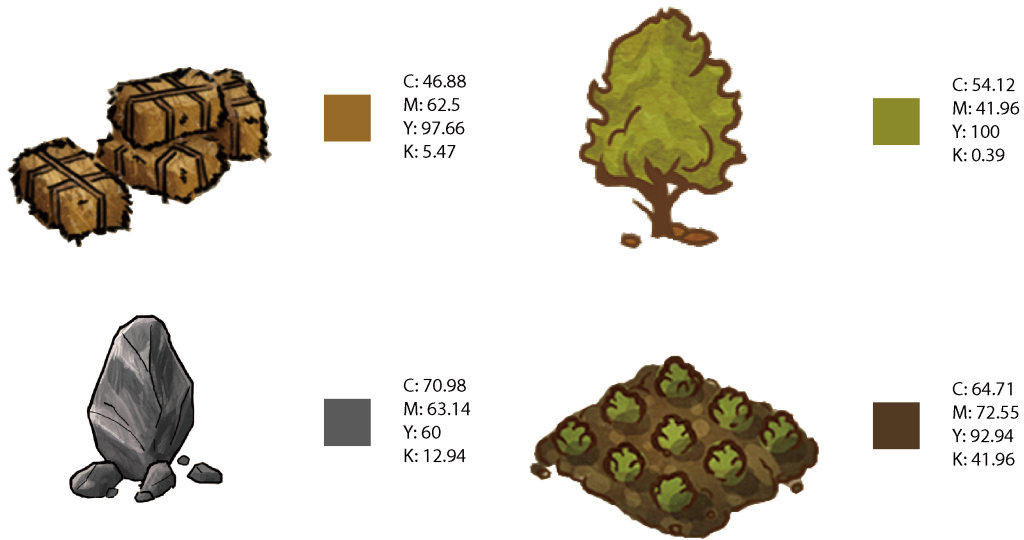 C: 46.88
M: 62.5
Y: 97.66
K: 5.47
C: 54.12
M: 41.96
Y: 100
K: 0.39
C: 70.98
M: 63.14
Y: 60
K: 12.94
C: 64.71
M: 72.55
Y: 92.94
K: 41.96